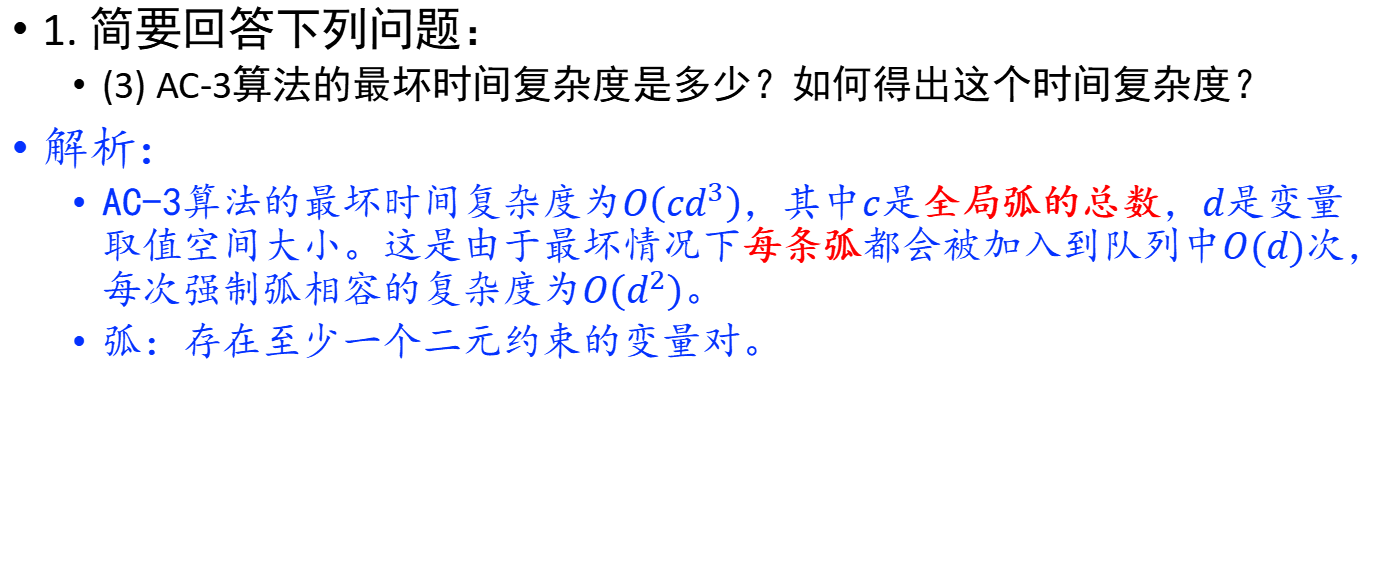 • 1. 简要回答下列问题：
• (3) AC-3算法的最坏时间复杂度是多少？如何得出这个时间复杂度？
• 解析：
• AC-3算法的最坏时间复杂度为O(cd³)，其中c是全局弧的总数，d是变量
取值空间大小。这是由于最坏情况下每条弧都会被加入到队列中O(d)次，
每次强制弧相容的复杂度为O(d²)。
• 弧：存在至少一个二元约束的变量对。